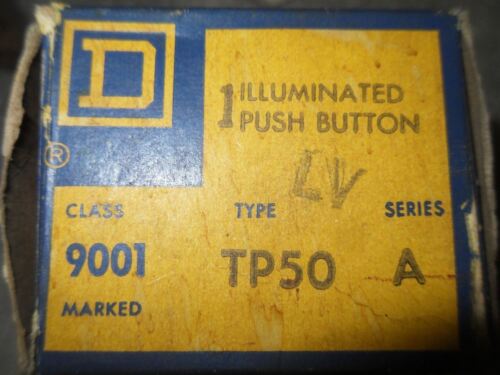 D
1 ILLUMINATED
PUSH BUTTON
®
LV
CLASS TYPE SERIES
9001 TP50 A
MARKED